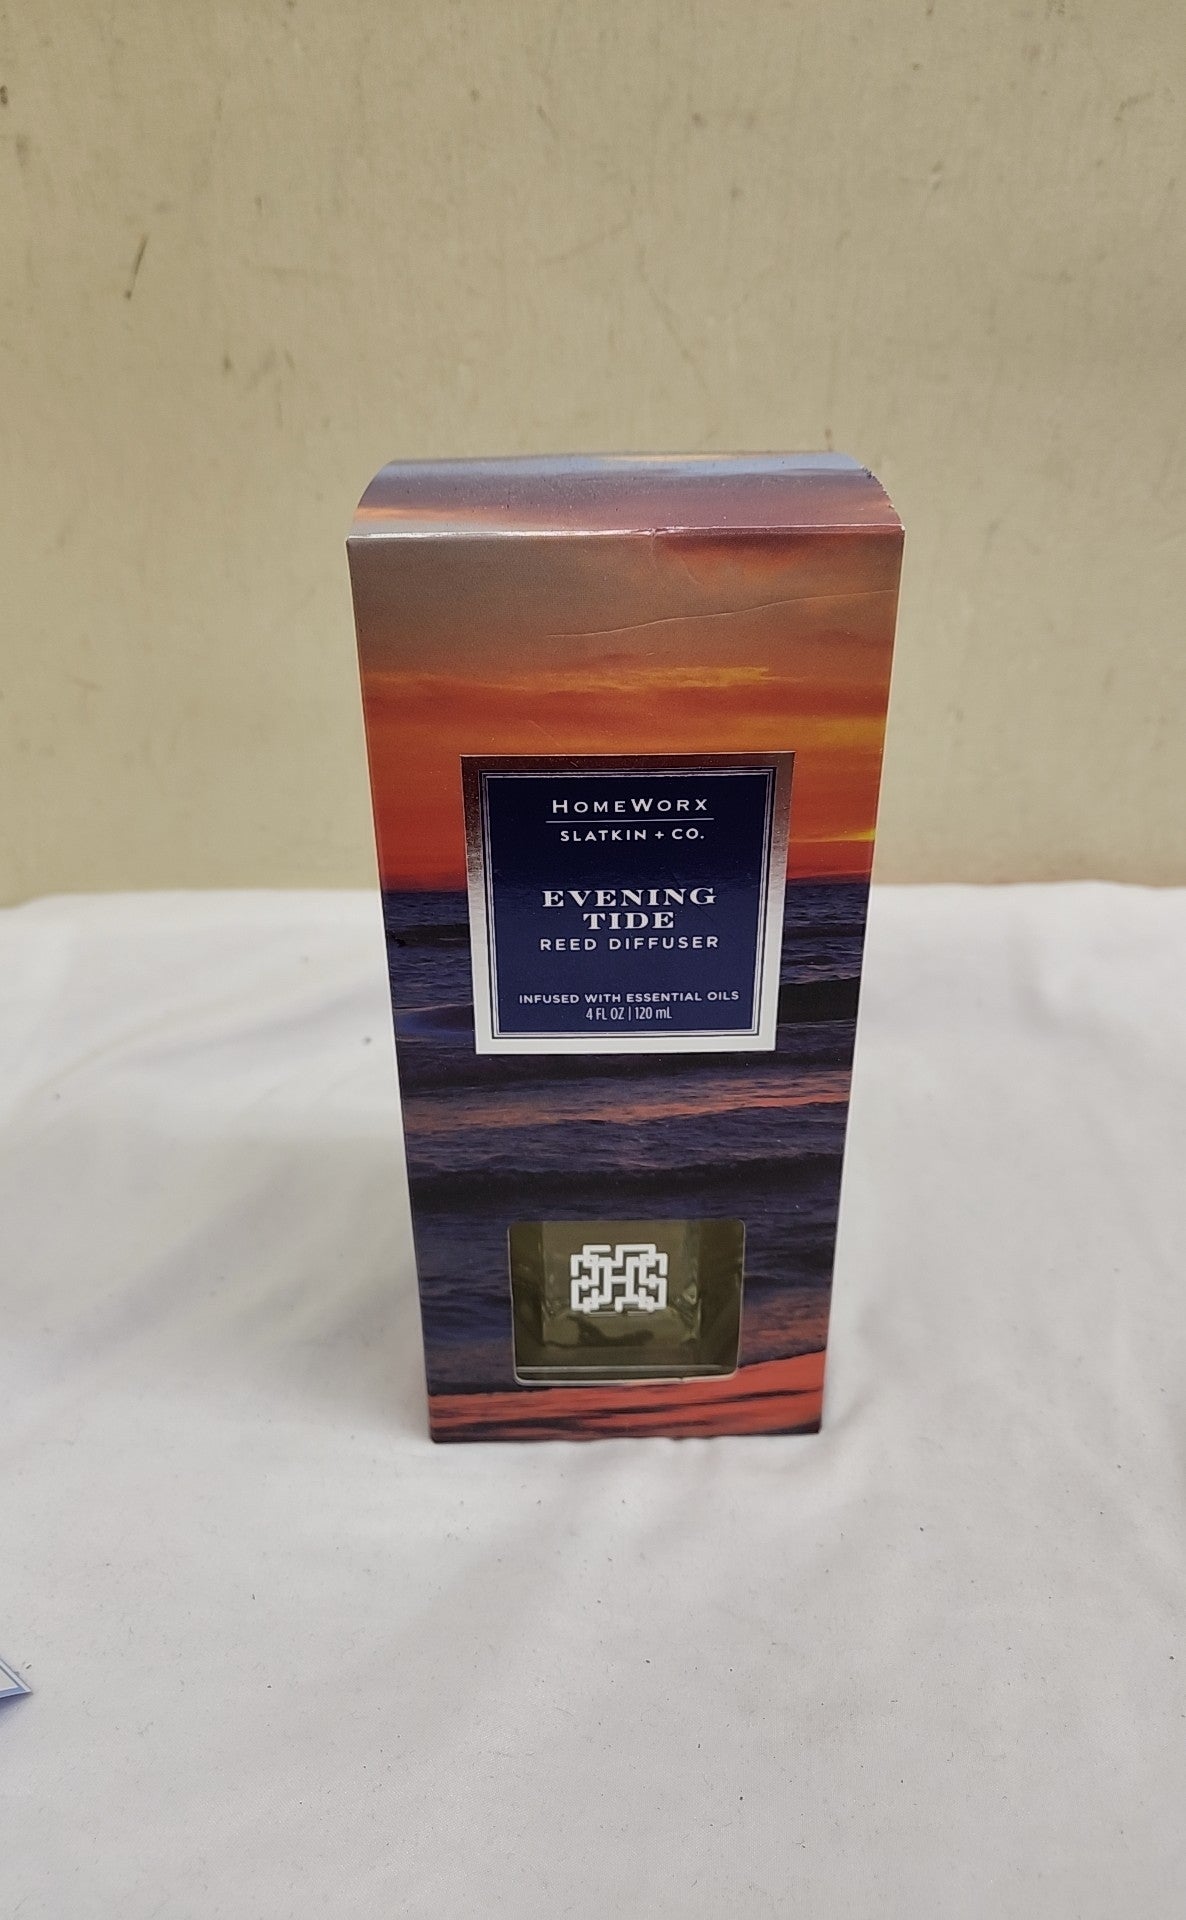 HOMEWORX
SLATKIN + CO.
EVENING
TIDE
REED DIFFUSER
INFUSED WITH ESSENTIAL OILS
4 FL OZ | 120 mL